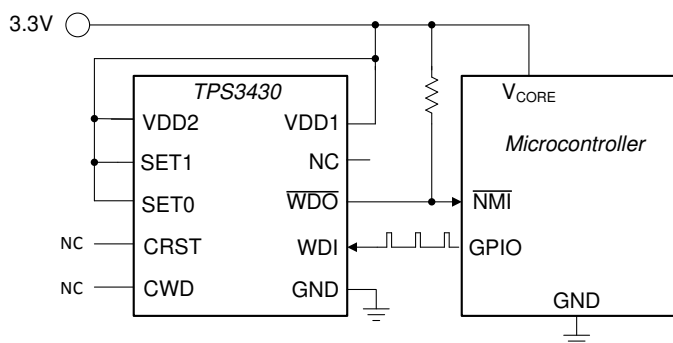 3.3V
TPS3430
VDD2
VDD1
SET1
NC
SET0
WDO
NC
CRST
WDI
NC
CWD
GND
VCORE
Microcontroller
NMI
GPIO
GND